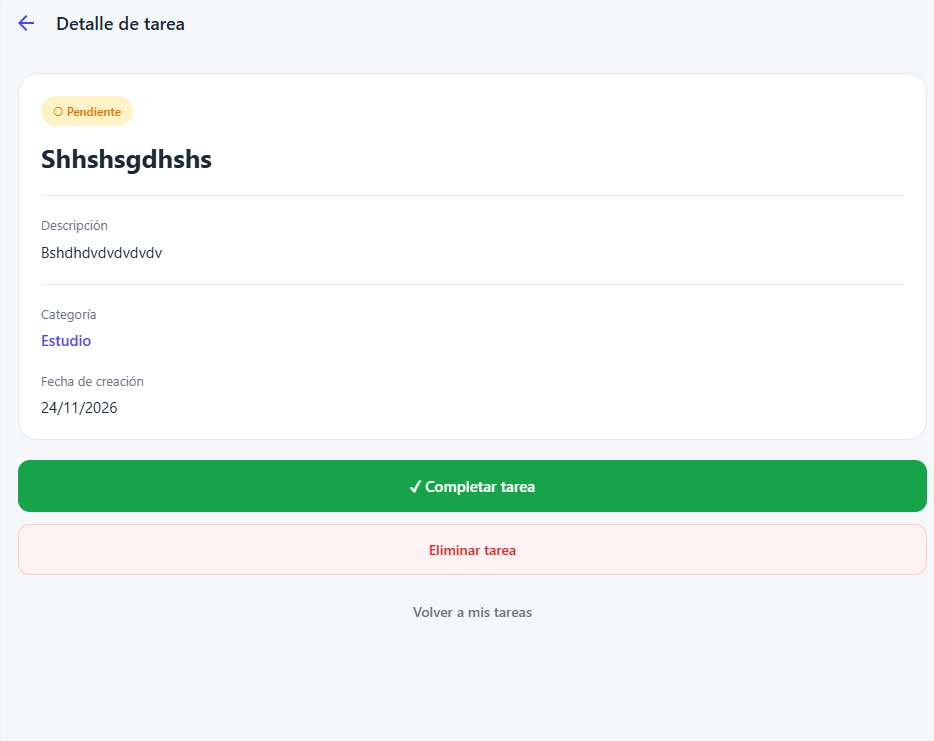 Detalle de tarea
Pendiente
Shhshsgdhshs
Descripción
Bshdhdvdvdvdvdv
Categoría
Estudio
Fecha de creación
24/11/2026
✓ Completar tarea
Eliminar tarea
Volver a mis tareas